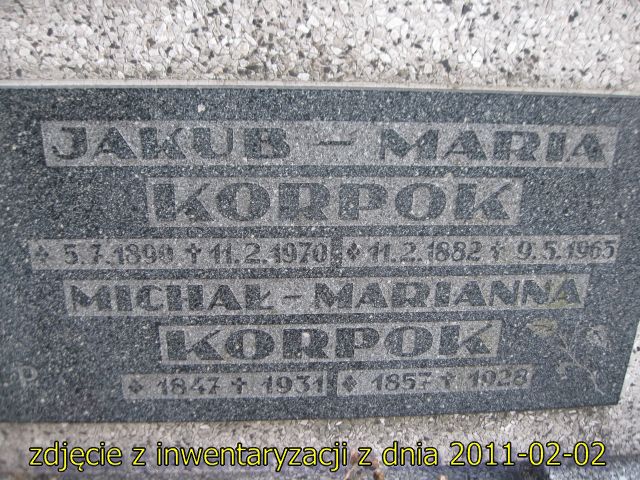 JAKUB - MARIA
KORPOK
* 5.7.1890 † 11.2.1970 * 11.2.1882 † 9.5.1965
MICHAŁ - MARIANNA
KORPOK
* 1847 † 1931 * 1857 † 1928
P
zdjęcie z inwentaryzacji z dnia 2011-02-02